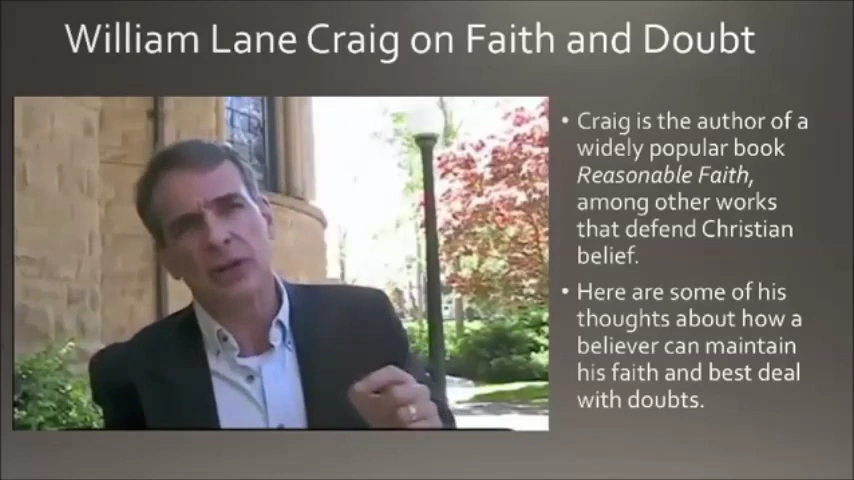 William Lane Craig on Faith and Doubt
• Craig is the author of a
widely popular book
Reasonable Faith,
among other works
that defend Christian
belief.
• Here are some of his
thoughts about how a
believer can maintain
his faith and best deal
with doubts.